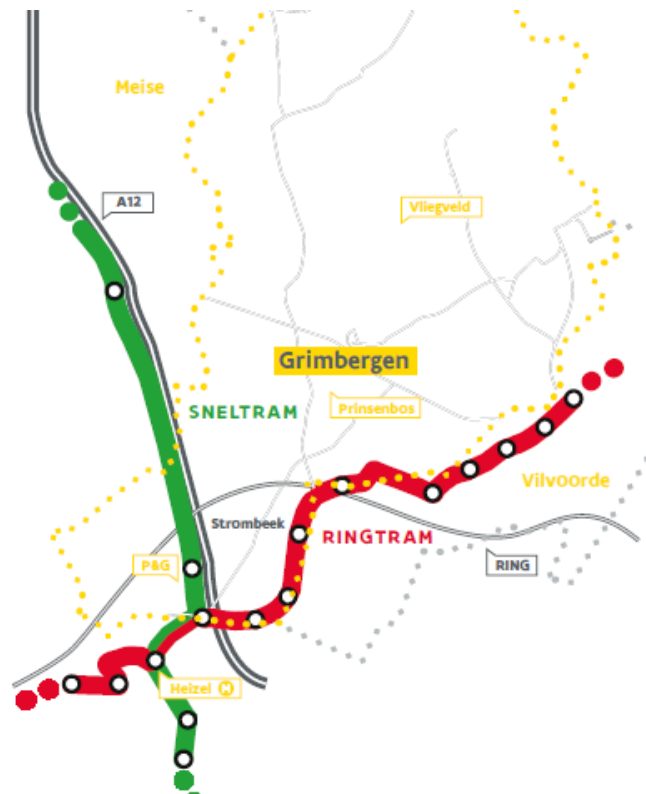 Meise
A12
Vliegveld
Grimbergen
Prinsenbos
SNELTRAM
Vilvoorde
Strombeek
RINGTRAM
P&G
RING
Heizel M